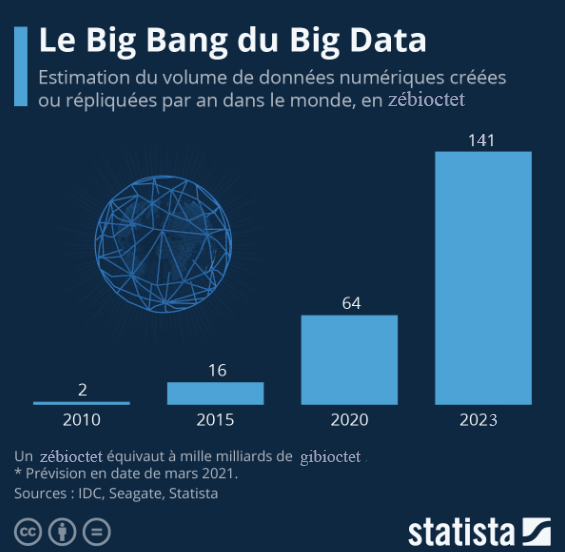 Le Big Bang du Big Data
Estimation du volume de données numériques créées
ou répliquées par an dans le monde, en zébioctet
141
64
16
2
2010 2015 2020 2023
Un zébioctet équivaut à mille milliards de gibioctet .
* Prévision en date de mars 2021.
Sources : IDC, Seagate, Statista
cc =
statista